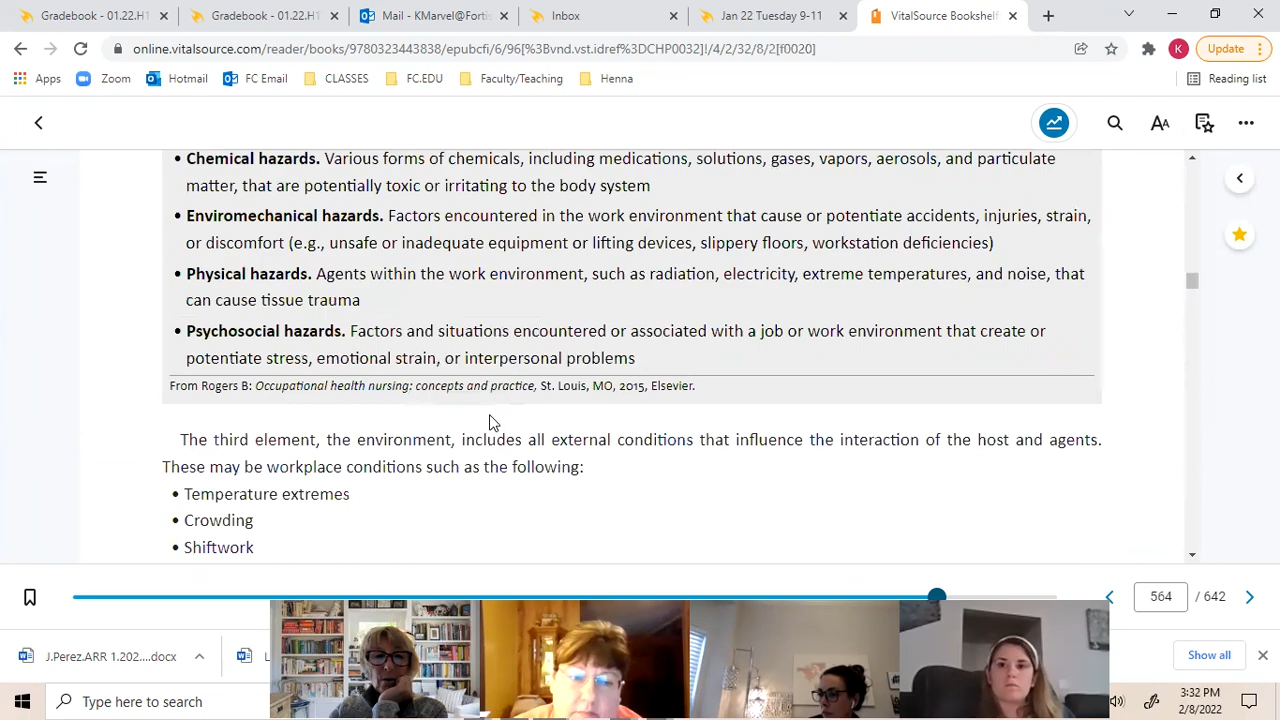 Gradebook - 01.22.H1
Gradebook - 01.22.H1
Mail - KMarvel@Fortis
Inbox
Jan 22 Tuesday 9-11
VitalSource Bookshelf
online.vitalsource.com/reader/books/9780323443838/epubcfi/6/96[%3Bvnd.vst.idref%3DCHP0032]!/4/2/32/8/2[f0020]
K
Update
Apps
Zoom
Hotmail
FC Email
CLASSES
FC.EDU
Faculty/Teaching
Henna
Reading list
AA
• Chemical hazards. Various forms of chemicals, including medications, solutions, gases, vapors, aerosols, and particulate
matter, that are potentially toxic or irritating to the body system
• Enviromechanical hazards. Factors encountered in the work environment that cause or potentiate accidents, injuries, strain,
or discomfort (e.g., unsafe or inadequate equipment or lifting devices, slippery floors, workstation deficiencies)
• Physical hazards. Agents within the work environment, such as radiation, electricity, extreme temperatures, and noise, that
can cause tissue trauma
• Psychosocial hazards. Factors and situations encountered or associated with a job or work environment that create or
potentiate stress, emotional strain, or interpersonal problems
From Rogers B: Occupational health nursing: concepts and practice, St. Louis, MO, 2015, Elsevier.
The third element, the environment, includes all external conditions that influence the interaction of the host and agents.
These may be workplace conditions such as the following:
• Temperature extremes
• Crowding
• Shiftwork
564 / 642
J.Perez.ARR 1.202....docx
L
Show all
Type here to search
3:32 PM
2/8/2022